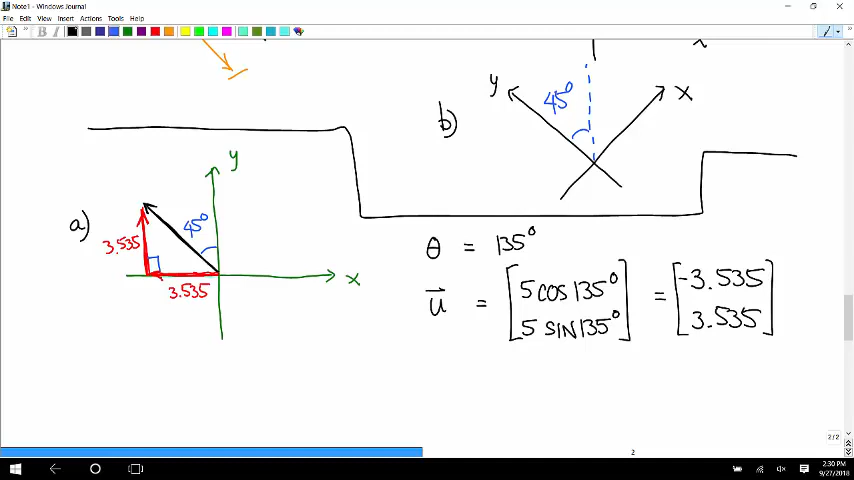 Note1 - Windows Journal
File Edit View Insert Actions Tools Help
B I
b)
y
45°
x
a)
y
45°
3.535
3.535
x
θ = 135°
u = [5 cos 135° 5 SIN 135°] = [-3.535 3.535]
2/2
2
2:30 PM
9/27/2018